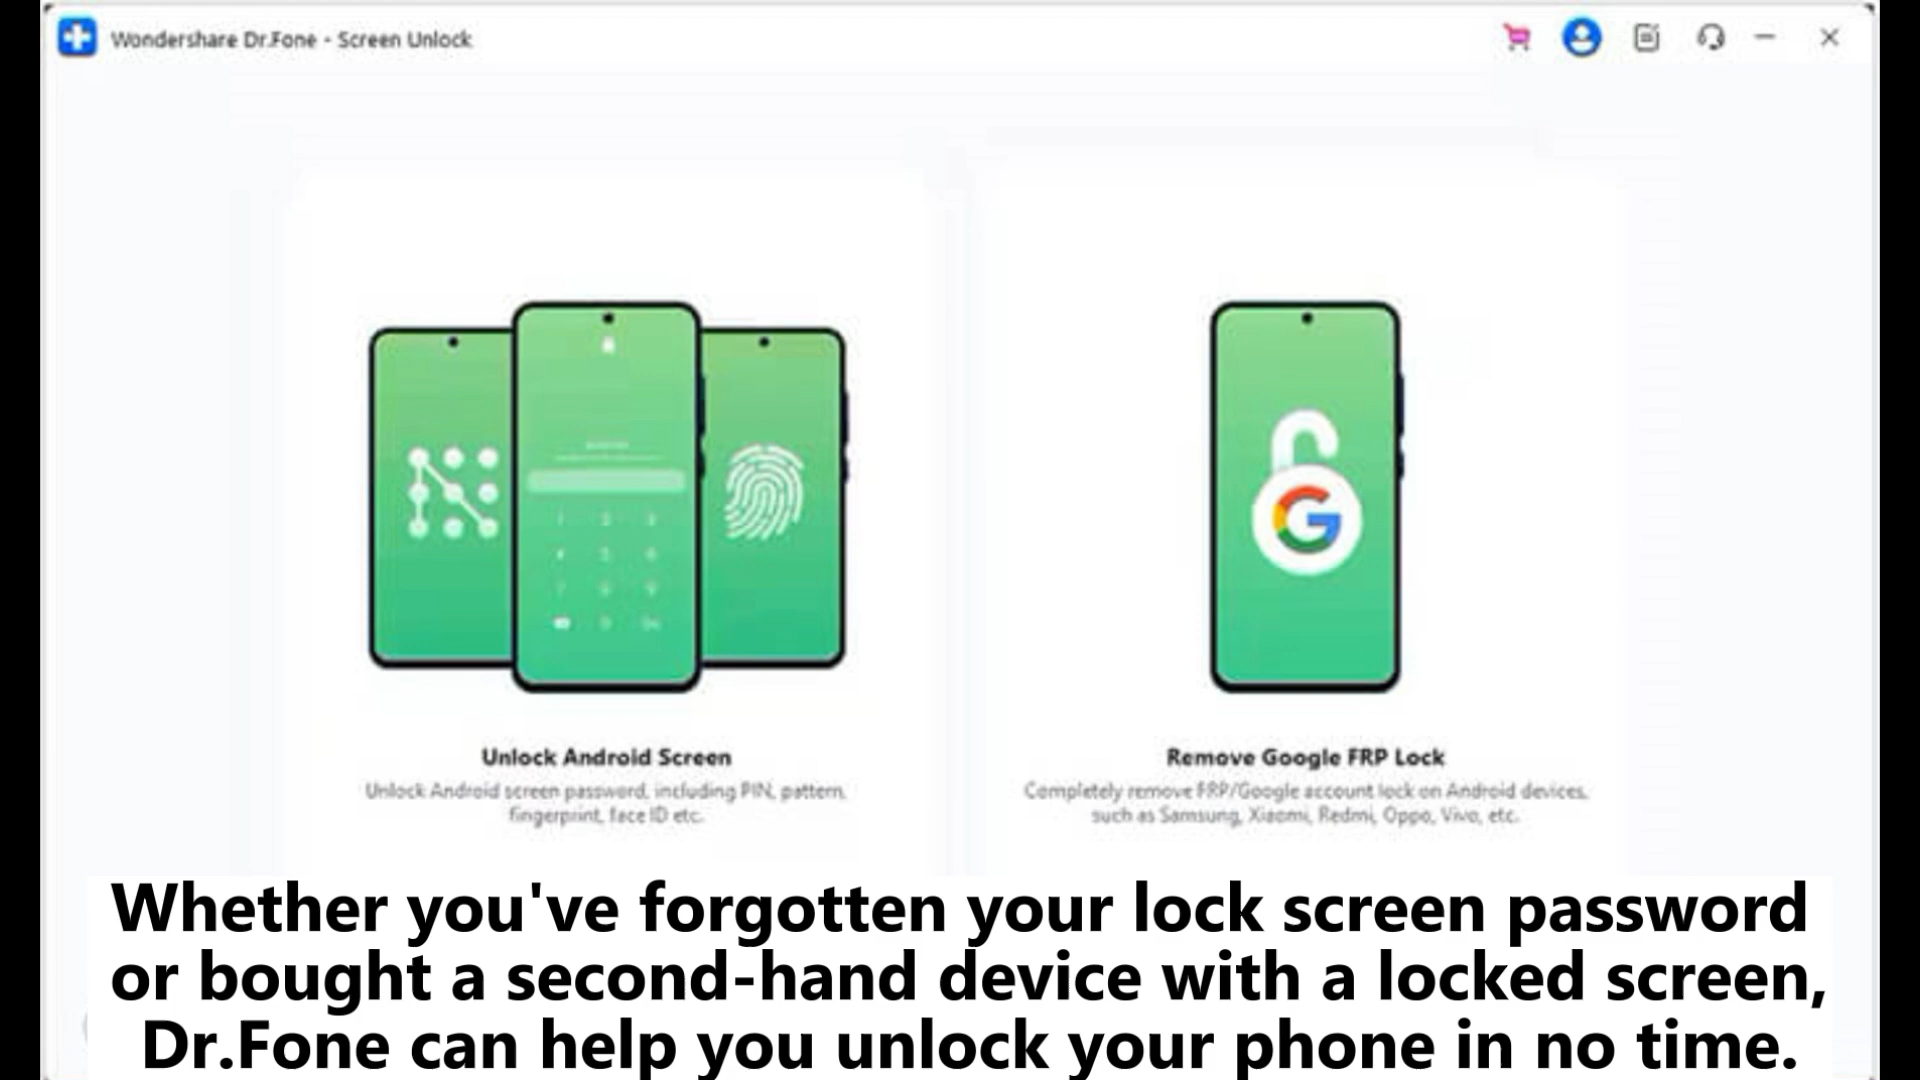 Wondershare Dr.Fone - Screen Unlock
Unlock Android Screen
Unlock Android screen password, including PIN, pattern,
fingerprint, face ID etc.
Remove Google FRP Lock
Completely remove FRP/Google account lock on Android devices,
such as Samsung, Xiaomi, Redmi, Oppo, Vivo, etc.
Whether you've forgotten your lock screen password
or bought a second-hand device with a locked screen,
Dr.Fone can help you unlock your phone in no time.